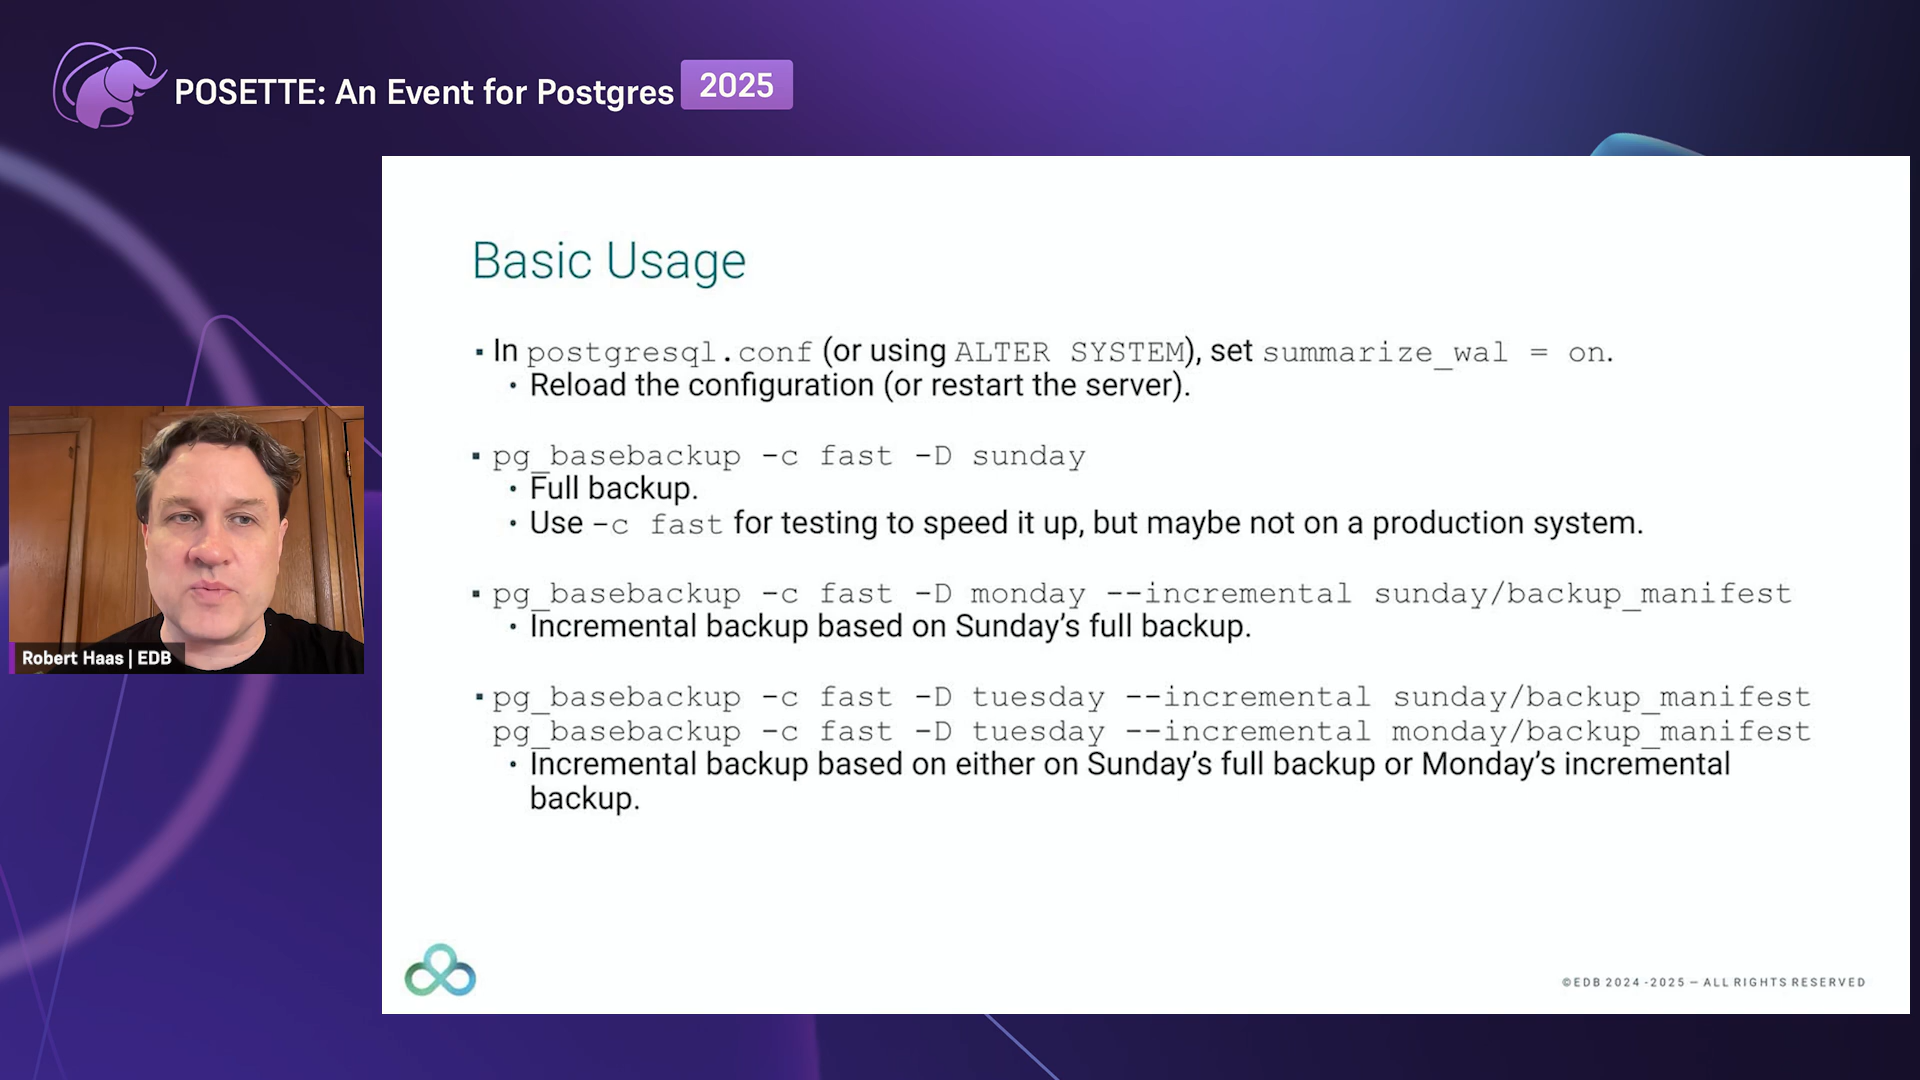 POSETTE: An Event for Postgres 2025
Basic Usage
▪ In postgresql.conf (or using ALTER SYSTEM), set summarize_wal = on.
• Reload the configuration (or restart the server).
▪ pg_basebackup -c fast -D sunday
• Full backup.
• Use -c fast for testing to speed it up, but maybe not on a production system.
▪ pg_basebackup -c fast -D monday --incremental sunday/backup_manifest
• Incremental backup based on Sunday’s full backup.
▪ pg_basebackup -c fast -D tuesday --incremental sunday/backup_manifest
pg_basebackup -c fast -D tuesday --incremental monday/backup_manifest
• Incremental backup based on either on Sunday’s full backup or Monday’s incremental
backup.
Robert Haas | EDB
©EDB 2024 -2025 — ALL RIGHTS RESERVED